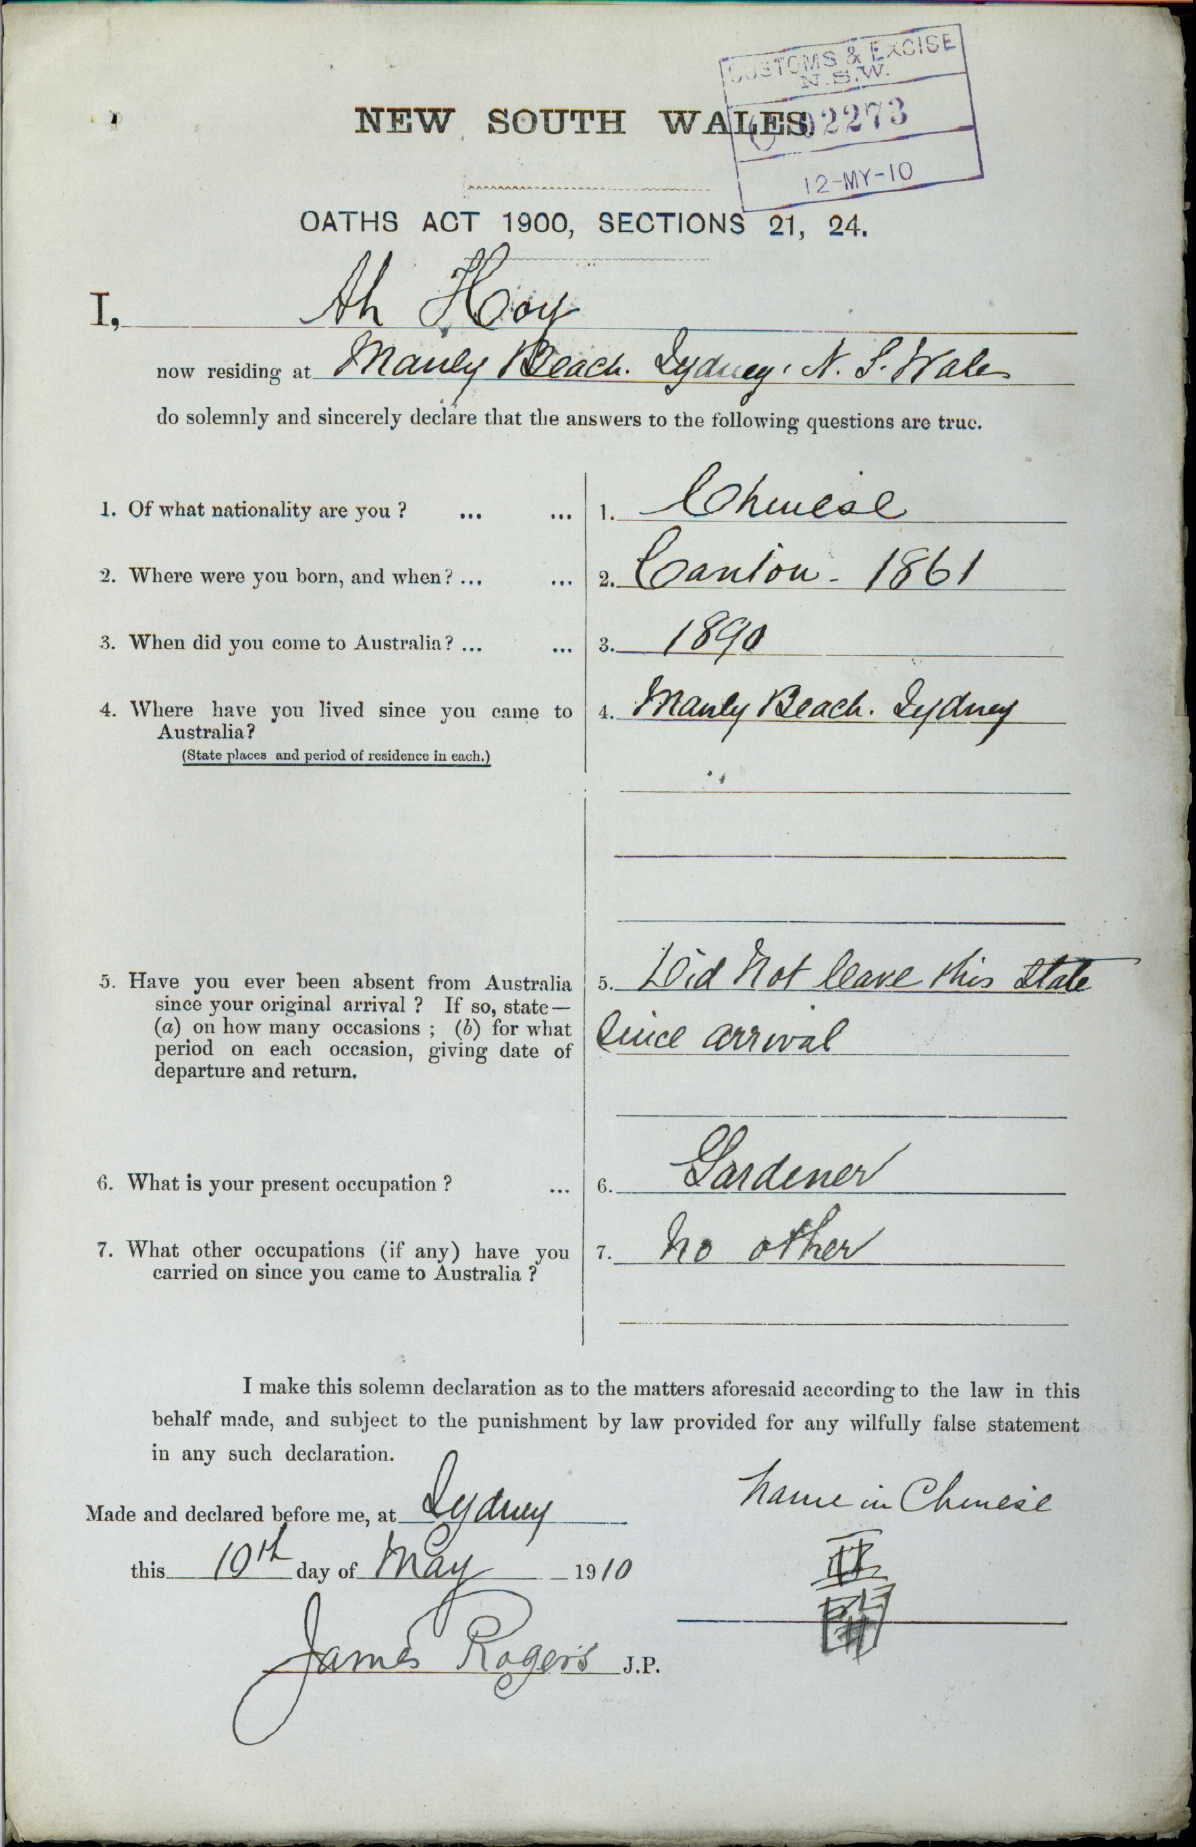 CUSTOMS & EXCISE
N.S.W.
02273
12-MY-10
NEW SOUTH WALES.
OATHS ACT 1900, SECTIONS 21, 24.
I, Ah Hoy
now residing at Manly Beach. Sydney. N. S. Wales
do solemnly and sincerely declare that the answers to the following questions are true.
1. Of what nationality are you ? ... ... 1. Chinese
2. Where were you born, and when? ... ... 2. Canton - 1861
3. When did you come to Australia? ... ... 3. 1890
4. Where have you lived since you came to 4. Manly Beach. Sydney
Australia?
(State places and period of residence in each.)
5. Have you ever been absent from Australia 5. Did not leave this State
since your original arrival ? If so, state—
(a) on how many occasions ; (b) for what since arrival
period on each occasion, giving date of
departure and return.
6. What is your present occupation ? ... 6. Gardener
7. What other occupations (if any) have you 7. no other
carried on since you came to Australia ?
I make this solemn declaration as to the matters aforesaid according to the law in this
behalf made, and subject to the punishment by law provided for any wilfully false statement
in any such declaration.
Name in Chinese
Made and declared before me, at Sydney
this 10th day of May 1910
亞
開
James Rogers J.P.